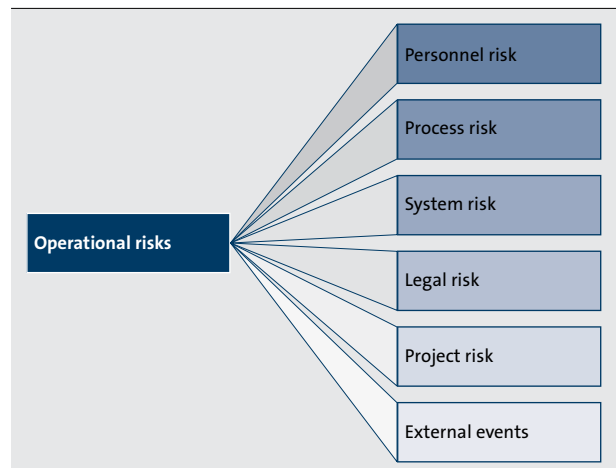 Personnel risk
Process risk
System risk
Operational risks
Legal risk
Project risk
External events